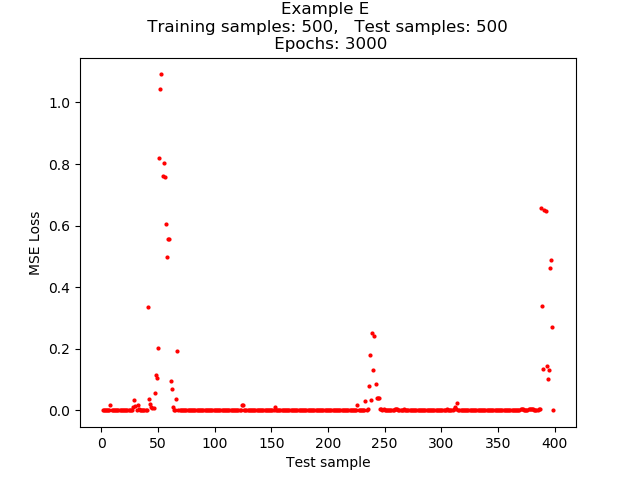 Example E
Training samples: 500,   Test samples: 500
Epochs: 3000
1.0
0.8
0.6
0.4
0.2
0.0
MSE Loss
0 50 100 150 200 250 300 350 400
Test sample